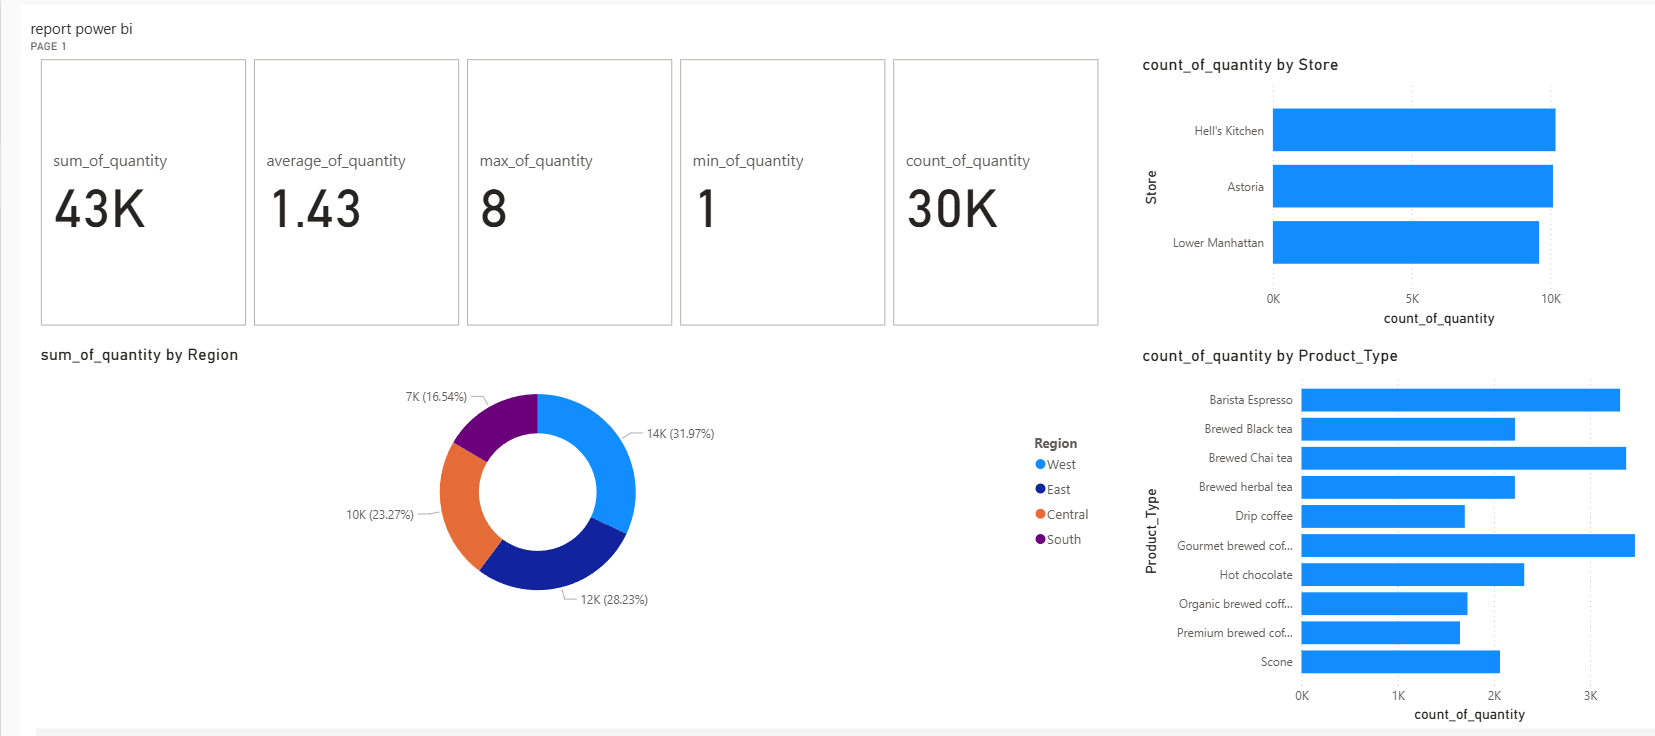 report power bi
PAGE 1
sum_of_quantity
43K
average_of_quantity
1.43
max_of_quantity
8
min_of_quantity
1
count_of_quantity
30K
count_of_quantity by Store
Store
Hell's Kitchen
Astoria
Lower Manhattan
0K 5K 10K
count_of_quantity
sum_of_quantity by Region
7K (16.54%)
14K (31.97%)
10K (23.27%)
12K (28.23%)
Region
West
East
Central
South
count_of_quantity by Product_Type
Product_Type
Barista Espresso
Brewed Black tea
Brewed Chai tea
Brewed herbal tea
Drip coffee
Gourmet brewed cof...
Hot chocolate
Organic brewed coff...
Premium brewed cof...
Scone
0K 1K 2K 3K
count_of_quantity